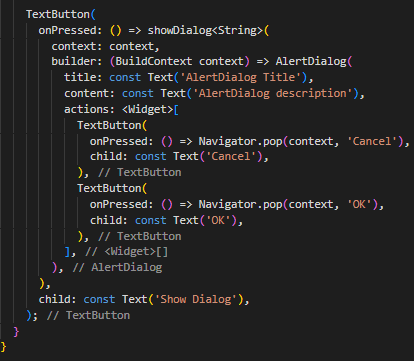 TextButton(
onPressed: () => showDialog<String>(
context: context,
builder: (BuildContext context) => AlertDialog(
title: const Text('AlertDialog Title'),
content: const Text('AlertDialog description'),
actions: <Widget>[
TextButton(
onPressed: () => Navigator.pop(context, 'Cancel'),
child: const Text('Cancel'),
), // TextButton
TextButton(
onPressed: () => Navigator.pop(context, 'OK'),
child: const Text('OK'),
), // TextButton
], // <Widget>[]
), // AlertDialog
),
child: const Text('Show Dialog'),
); // TextButton
}
}